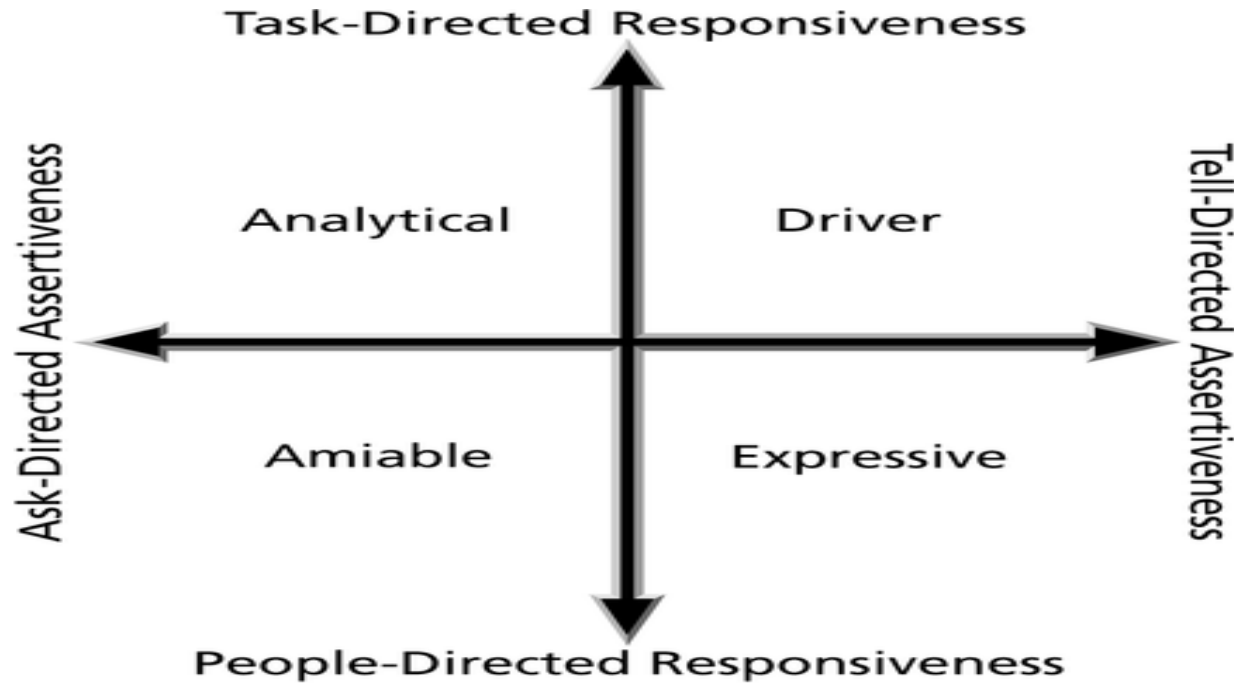 Task-Directed Responsiveness
Ask-Directed Assertiveness
Tell-Directed Assertiveness
Analytical
Driver
Amiable
Expressive
People-Directed Responsiveness